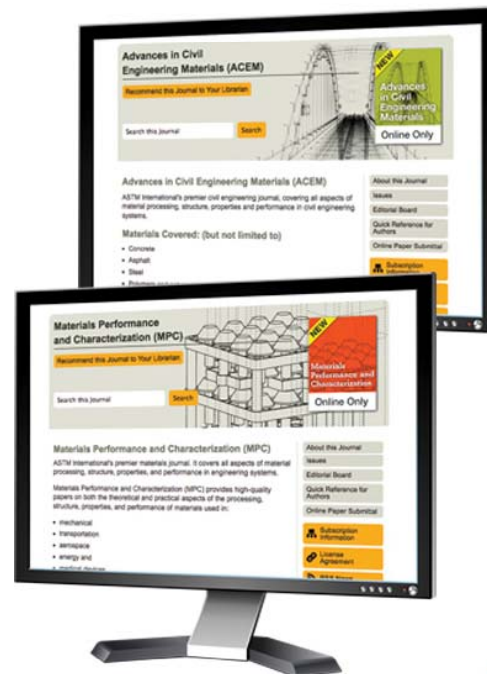 Advances in Civil
Engineering Materials (ACEM)
Recommend this Journal to Your Librarian
Search this Journal
Search
NEW
Advances
in Civil
Engineering
Materials
Online Only
Advances in Civil Engineering Materials (ACEM)
ASTM International's premier civil engineering journal, covering all aspects of
material processing, structure, properties and performance in civil engineering
systems.
Materials Covered: (but not limited to)
• Concrete
• Asphalt
• Steel
About this Journal
Issues
Editorial Board
Quick Reference for
Authors
Online Paper Submittal
Subscription
Information
Materials Performance
and Characterization (MPC)
Recommend this Journal to Your Librarian
Search this Journal
Search
NEW
Materials
Performance and
Characterization
Online Only
Materials Performance and Characterization (MPC)
ASTM International's premier materials journal. It covers all aspects of material
processing, structure, properties, and performance in engineering systems.
Materials Performance and Characterization (MPC) provides high-quality
papers on both the theoretical and practical aspects of the processing,
structure, properties, and performance of materials used in:
• mechanical
• transportation
• aerospace
• energy and
• medical devices
About this Journal
Issues
Editorial Board
Quick Reference for
Authors
Online Paper Submittal
Subscription
Information
License
Agreement
RSS News